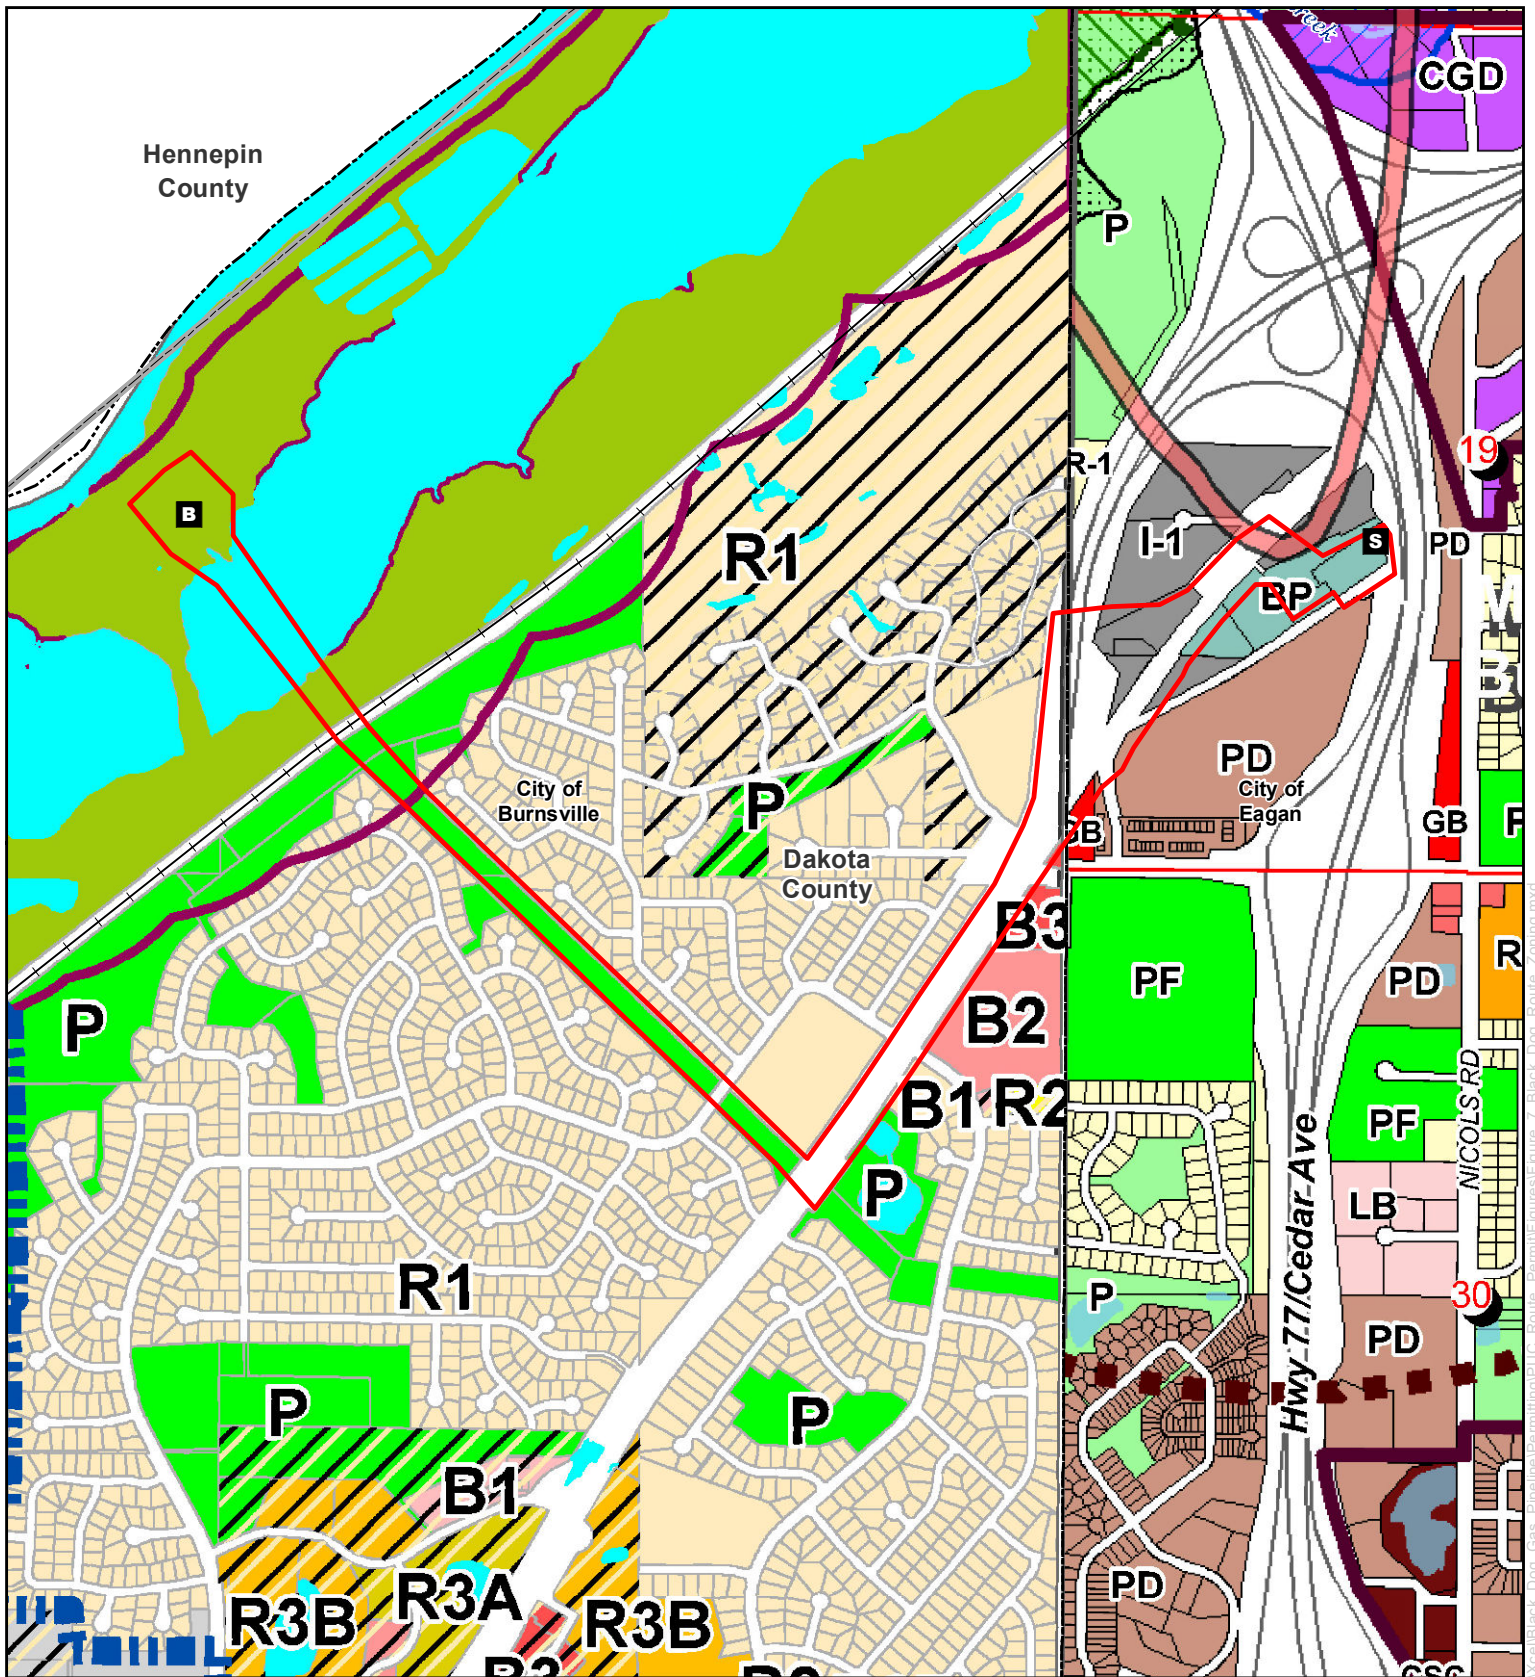 Creek
CGD
Hennepin
County
P
R-1
19
R1
I-1
B
S
PD
BP
M
B
PD
City of
Eagan
City of
Burnsville
P
GB
GB
P
Dakota
County
B3
PF
PD
R
P
B2
B1
R2
PF
NICOLS RD
P
LB
Hwy 77/Cedar Ave
R1
P
30
PD
P
P
B1
R3A
R3B
R3B
PD
B3